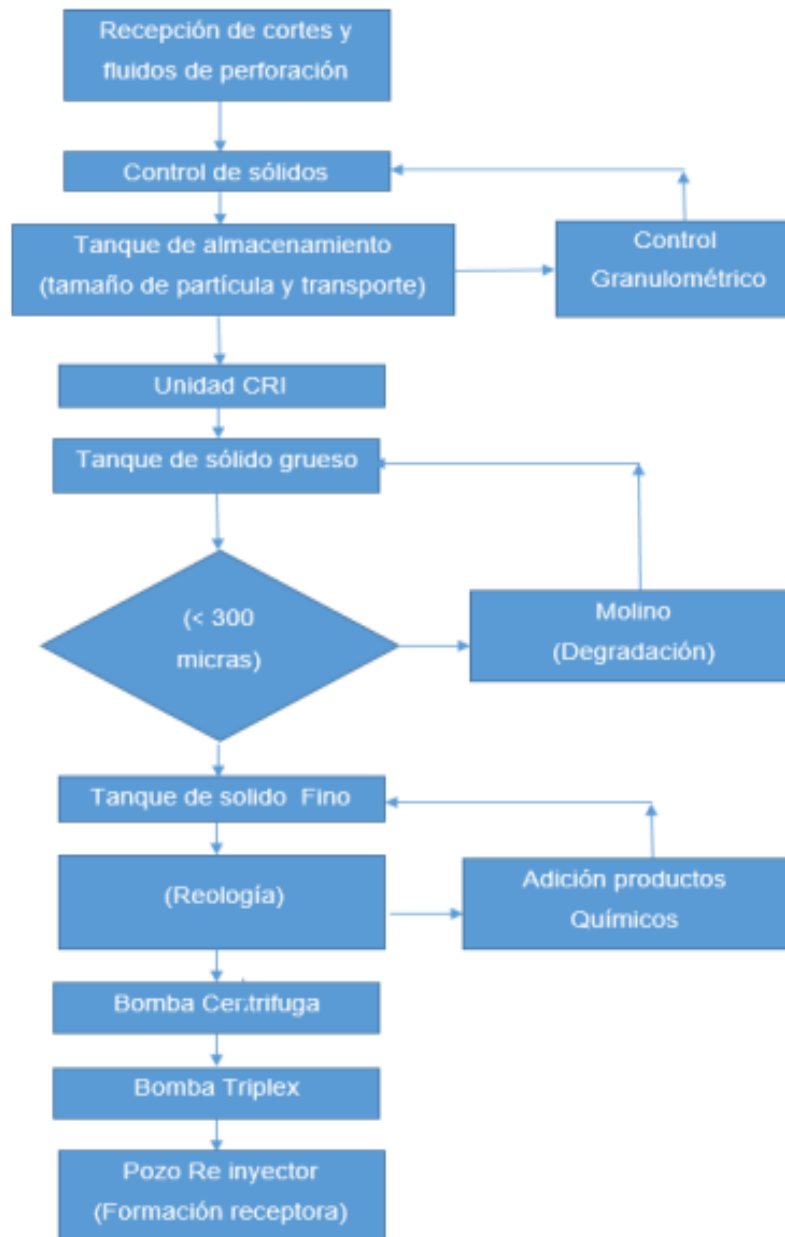 Recepción de cortes y
fluidos de perforación
Control de sólidos
Tanque de almacenamiento
(tamaño de partícula y transporte)
Control
Granulométrico
Unidad CRI
Tanque de sólido grueso
(< 300
micras)
Molino
(Degradación)
Tanque de solido Fino
(Reología)
Adición productos
Químicos
Bomba Centrifuga
Bomba Triplex
Pozo Re inyector
(Formación receptora)